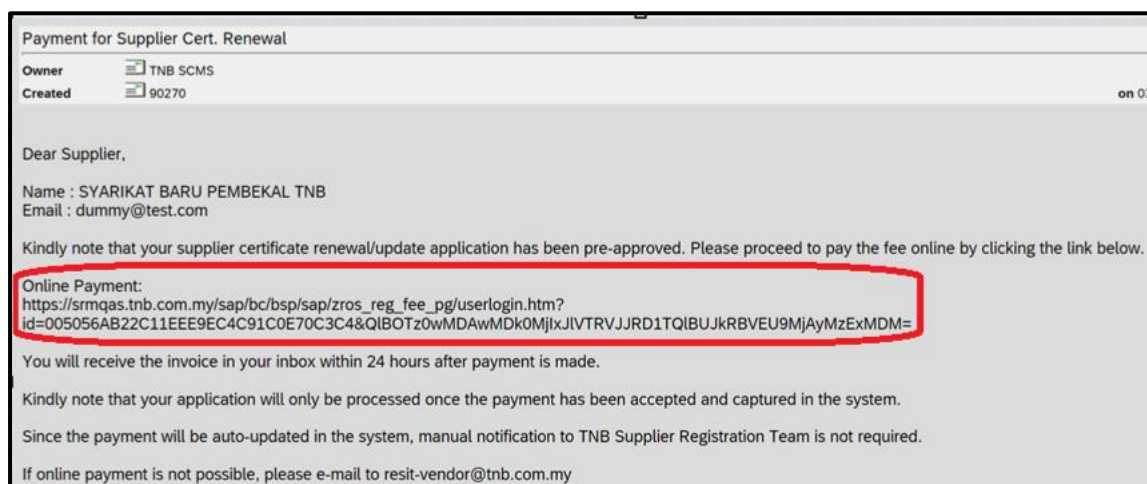 Payment for Supplier Cert. Renewal
Owner TNB SCMS
Created 90270 on 03
Dear Supplier,
Name : SYARIKAT BARU PEMBEKAL TNB
Email : dummy@test.com
Kindly note that your supplier certificate renewal/update application has been pre-approved. Please proceed to pay the fee online by clicking the link below.
Online Payment:
https://srmqas.tnb.com.my/sap/bc/bsp/sap/zros_reg_fee_pg/userlogin.htm?
id=005056AB22C11EEE9EC4C91C0E70C3C4&QlBOTz0wMDAwMDk0MjIxJlVTRVJJRD1TQlBUJkRBVEU9MjAyMzExMDM=
You will receive the invoice in your inbox within 24 hours after payment is made.
Kindly note that your application will only be processed once the payment has been accepted and captured in the system.
Since the payment will be auto-updated in the system, manual notification to TNB Supplier Registration Team is not required.
If online payment is not possible, please e-mail to resit-vendor@tnb.com.my